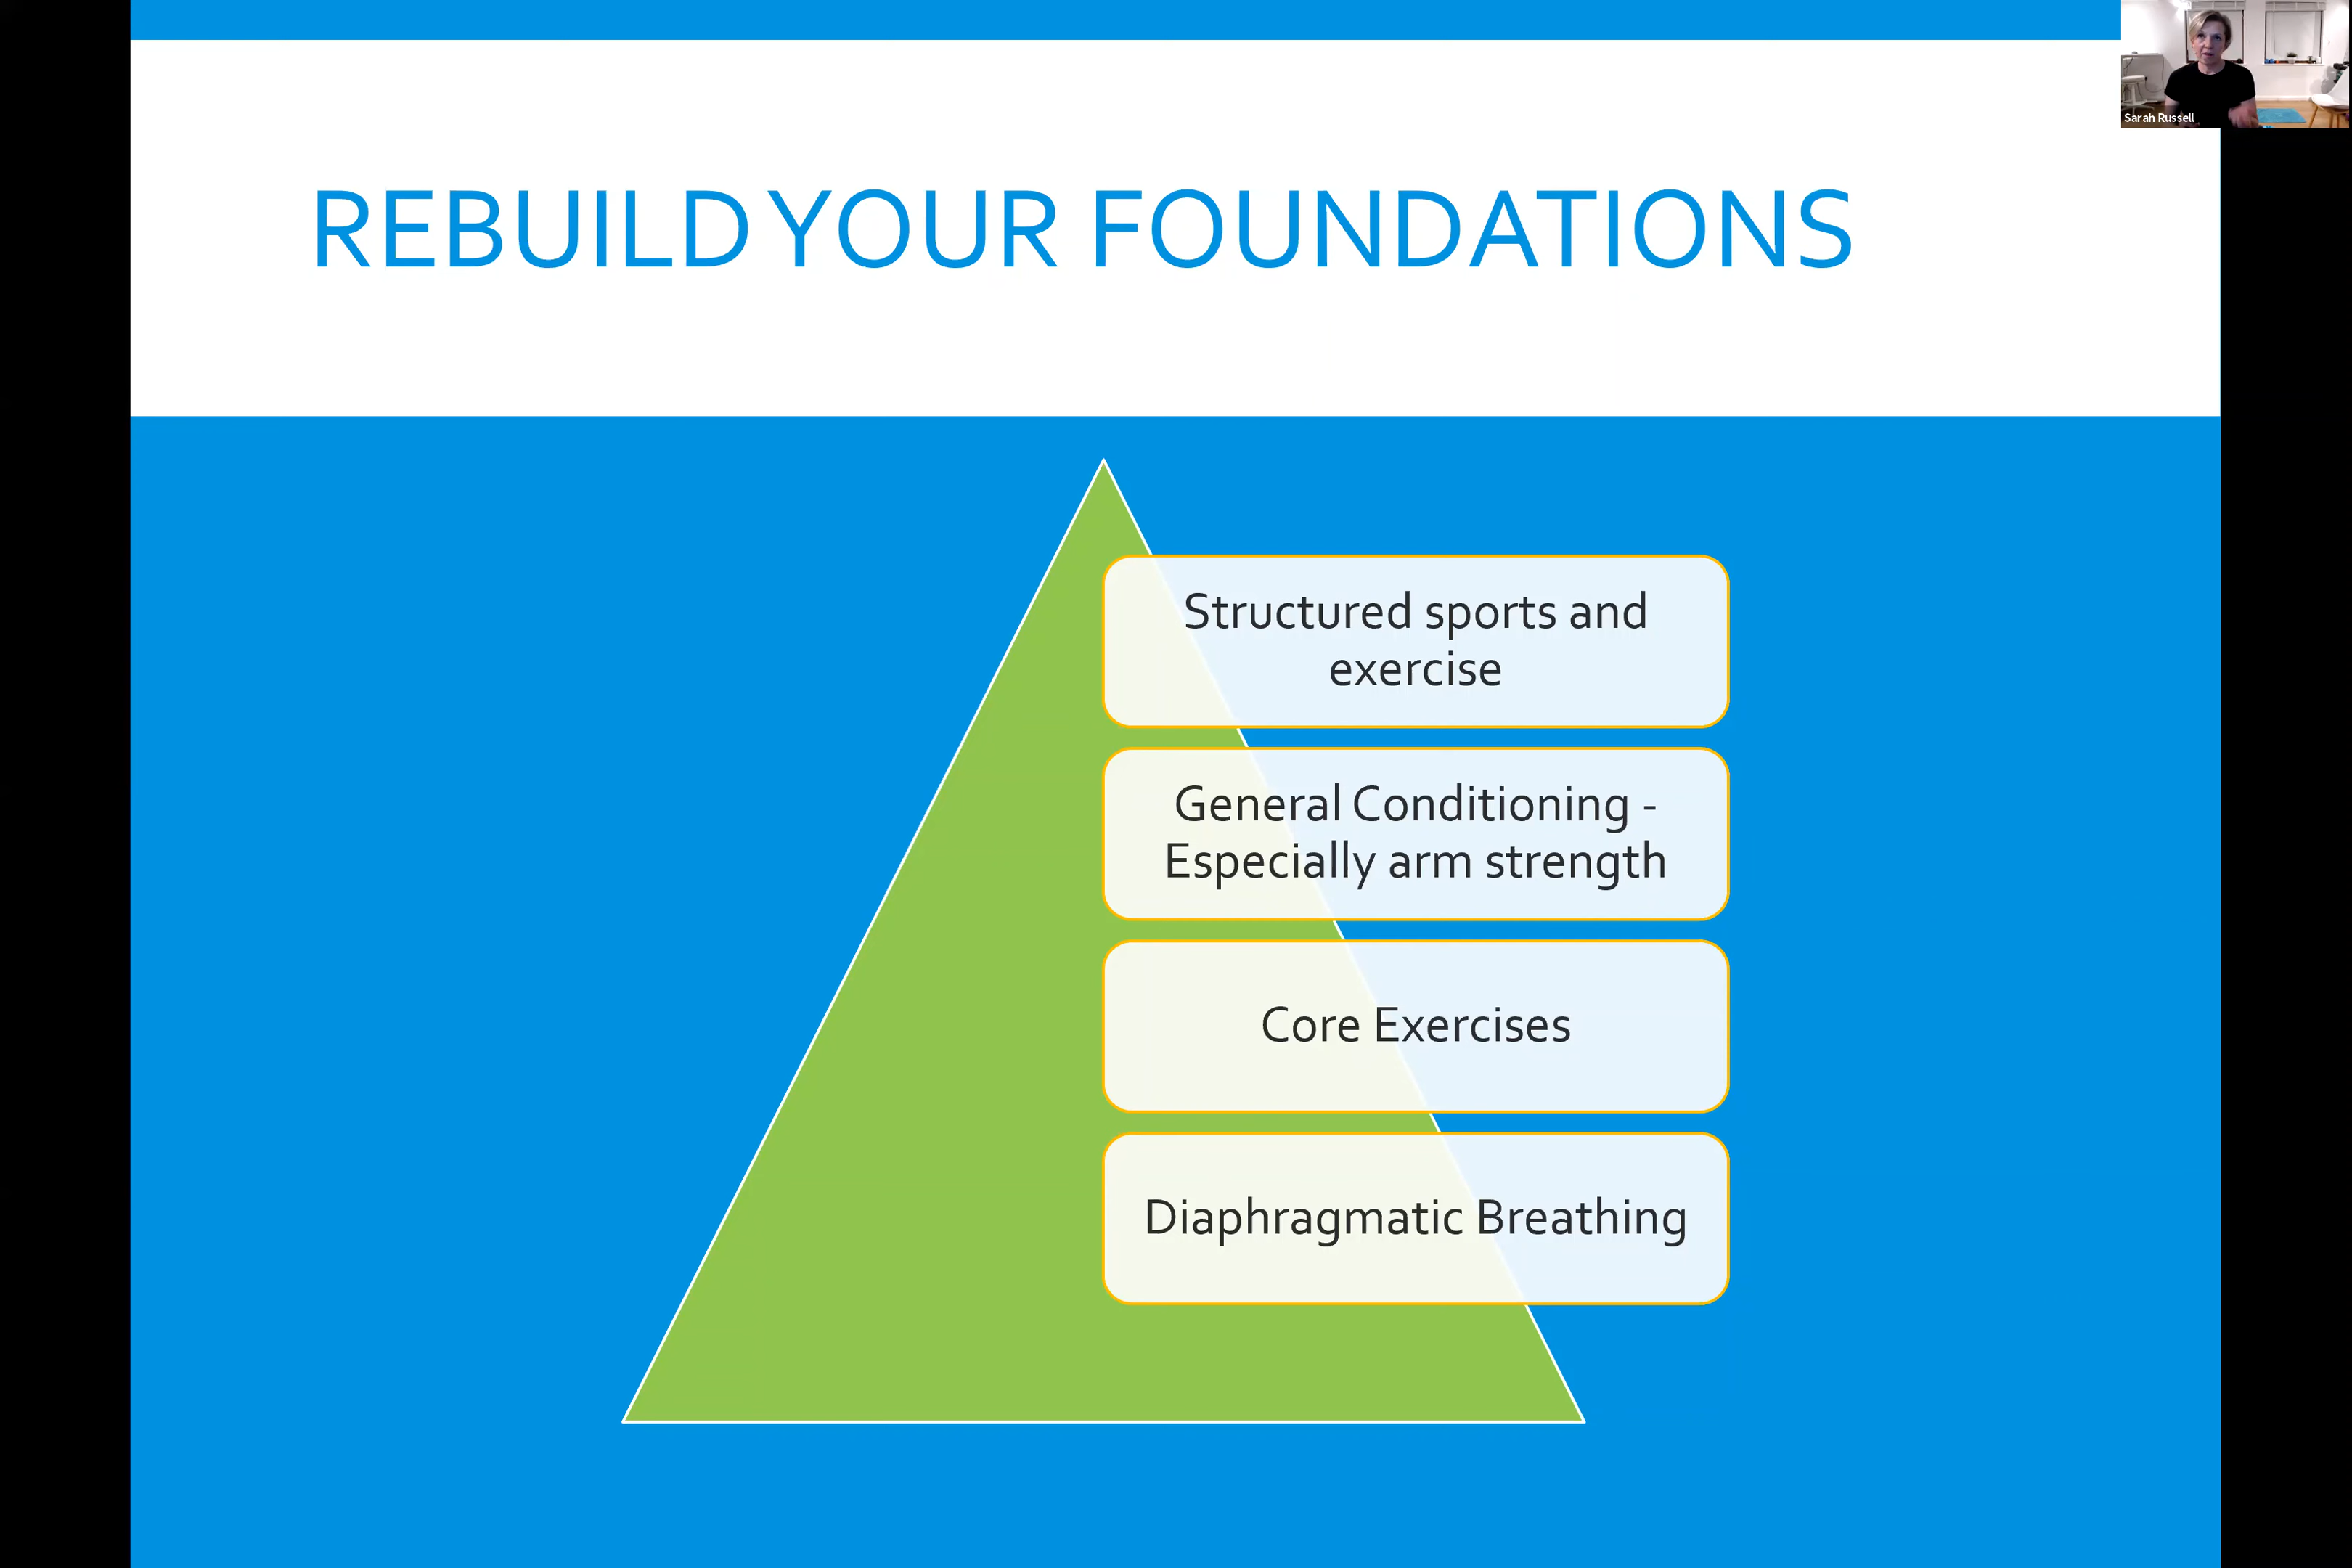 Sarah Russell
REBUILD YOUR FOUNDATIONS
Structured sports and
exercise
General Conditioning -
Especially arm strength
Core Exercises
Diaphragmatic Breathing